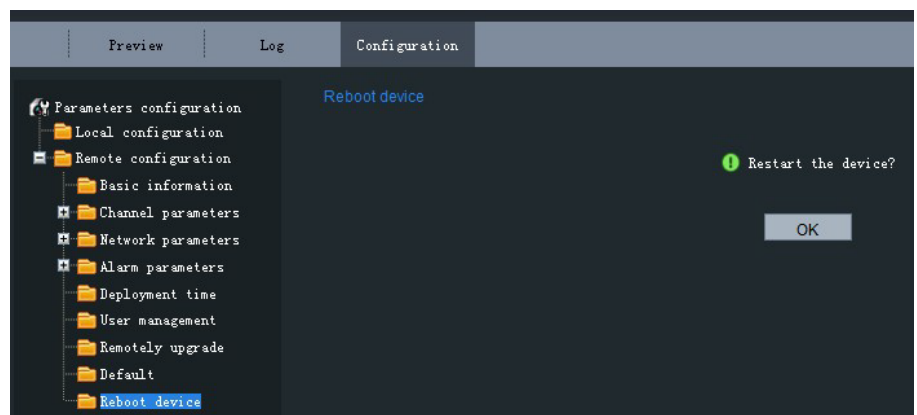 Preview Log Configuration
Parameters configuration
Reboot device
Local configuration
Remote configuration
Restart the device?
Basic information
Channel parameters
OK
Network parameters
Alarm parameters
Deployment time
User management
Remotely upgrade
Default
Reboot device